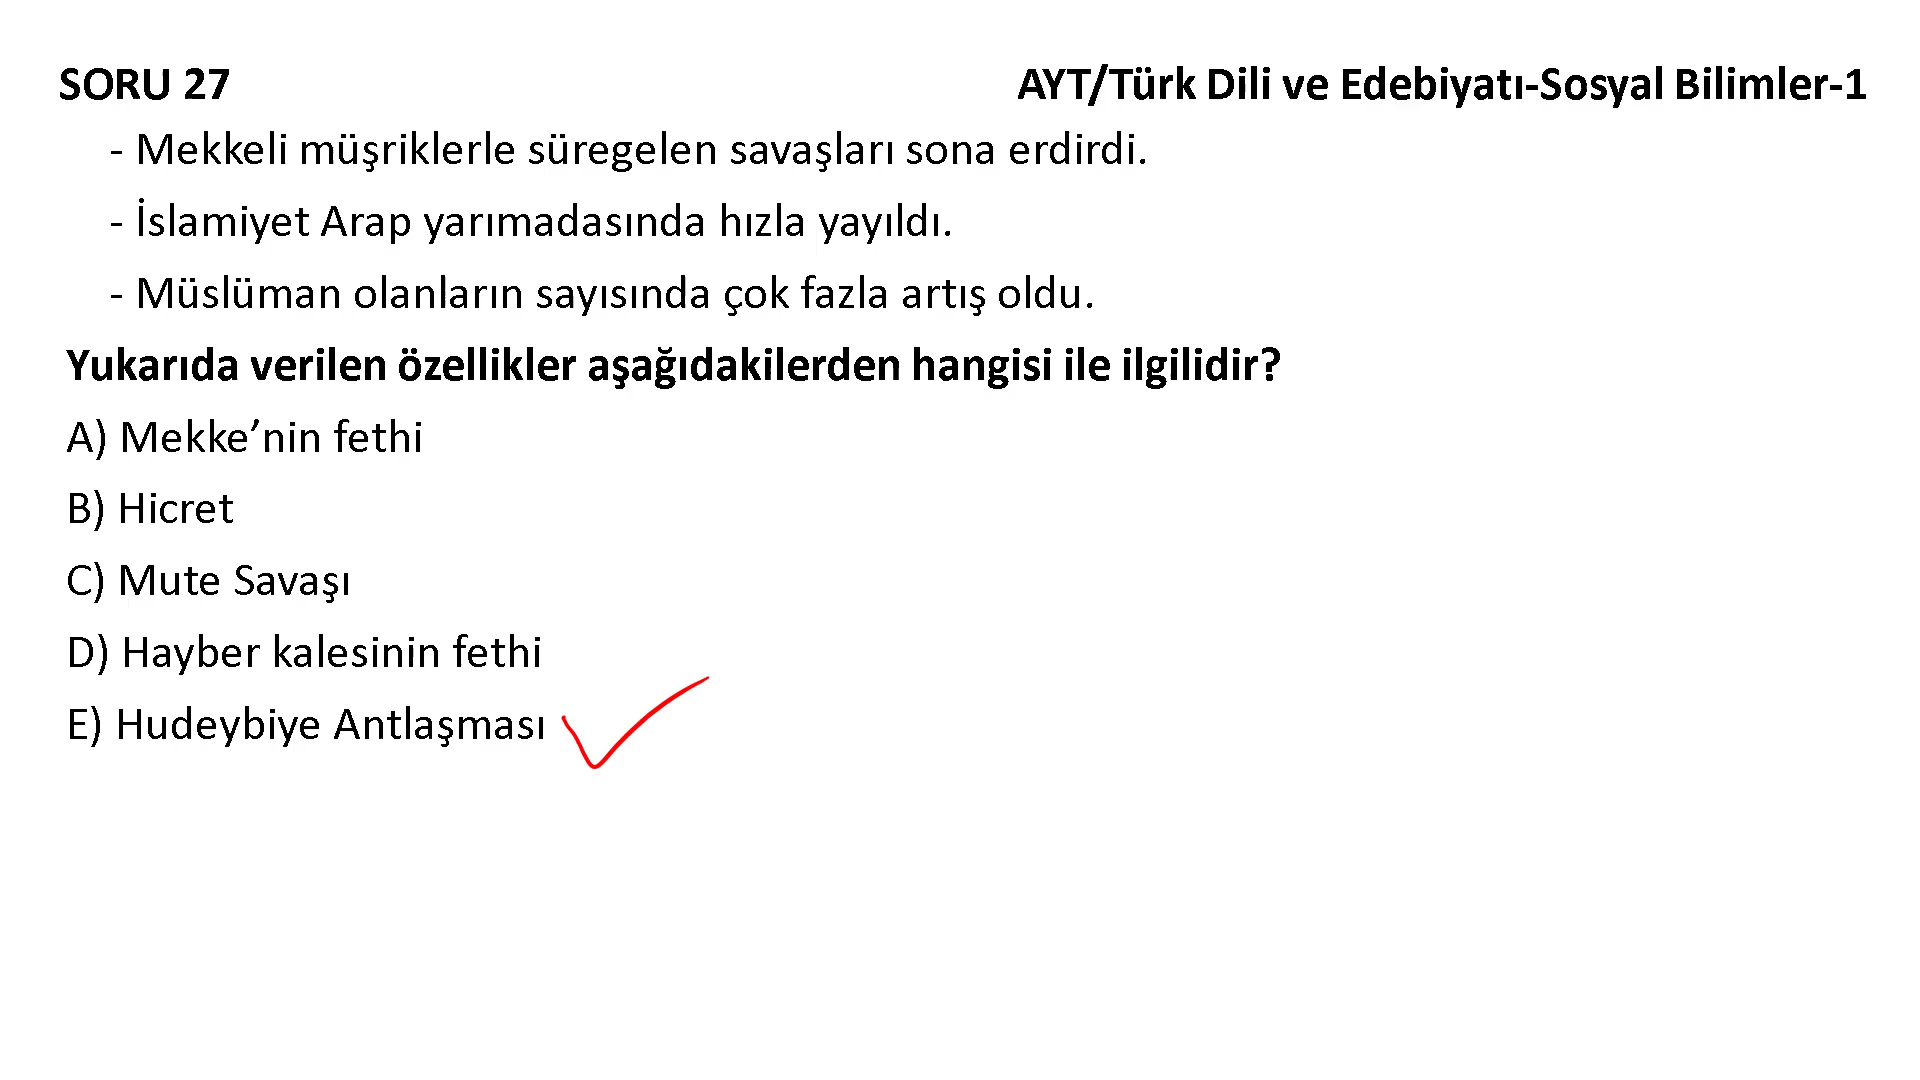 SORU 27 AYT/Türk Dili ve Edebiyatı-Sosyal Bilimler-1
- Mekkeli müşriklerle süregelen savaşları sona erdirdi.
- İslamiyet Arap yarımadasında hızla yayıldı.
- Müslüman olanların sayısında çok fazla artış oldu.
Yukarıda verilen özellikler aşağıdakilerden hangisi ile ilgilidir?
A) Mekke’nin fethi
B) Hicret
C) Mute Savaşı
D) Hayber kalesinin fethi
E) Hudeybiye Antlaşması